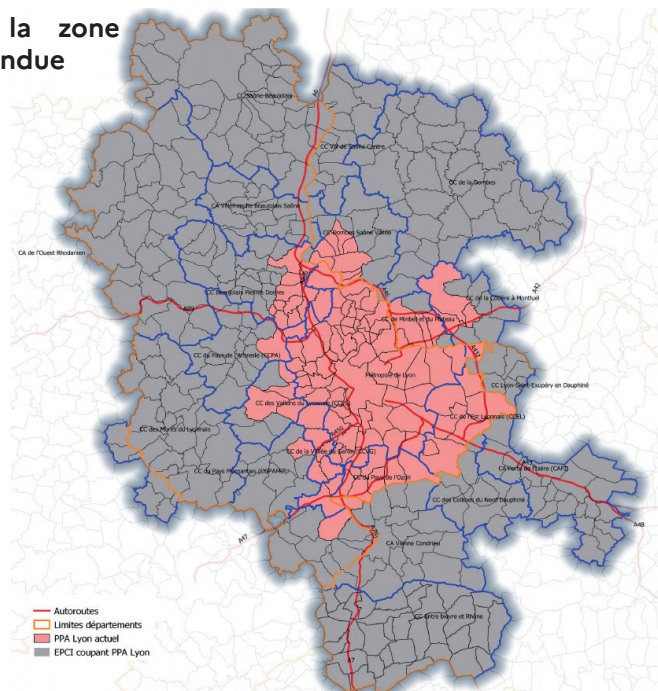 la zone
ndue
A6
CC Saône Beaujolais
CC Val de Saône Centre
CC de la Dombes
CA Villefranche Beaujolais Saône
CC Dombes Saône Vallée
CA de l'Ouest Rhodanien
A42
CC Beaujolais Pierres Dorées
CC de la Côtière à Montluel
A89
A46
CC de Miribel et du Plateau
A432
CC du Pays de l'Arbresle (CCPA)
Métropole de Lyon
CC Lyon-Saint-Exupéry en Dauphiné
CC des Vallons du Lyonnais
CC de l'Est Lyonnais (CCEL)
CC des Monts du Lyonnais
A450
CC de la Vallée du Garon (CCVG)
A43
CA Porte de l'Isère (CAPI)
CC du Pays Mornantais
CC du Pays de l'Ozon
CC des Collines du Nord Dauphiné
A48
A47
CA Vienne Condrieu
CC Entre bièvre et Rhône
A7
Autoroutes
Limites départements
PPA Lyon actuel
EPCI coupant PPA Lyon